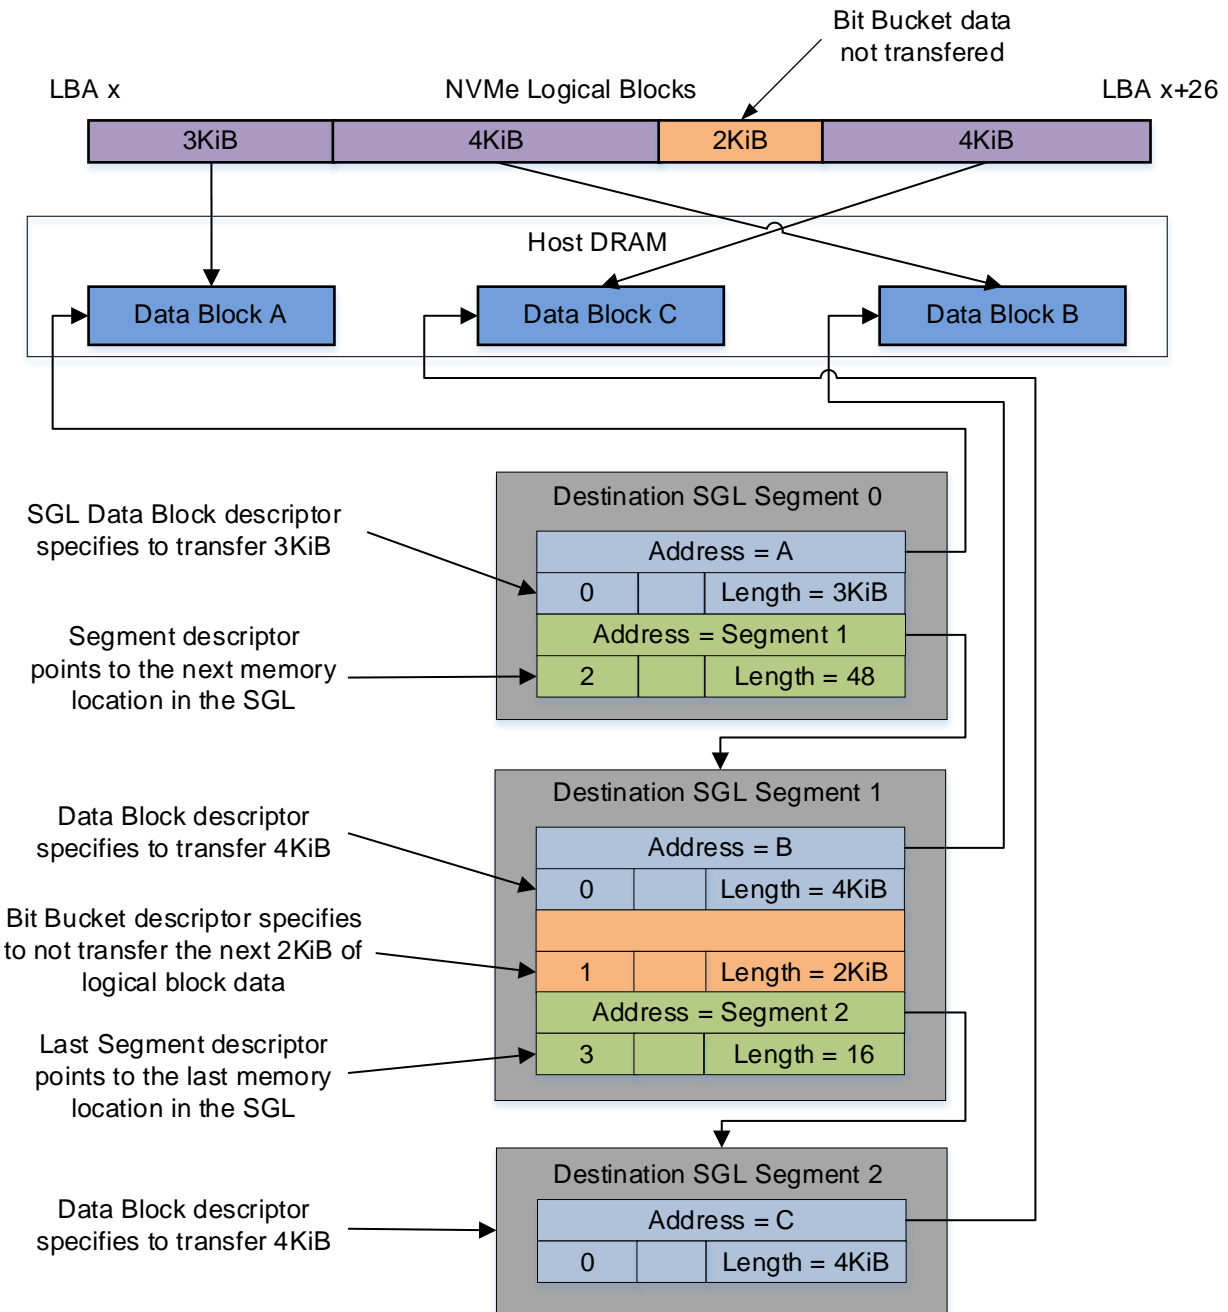 Bit Bucket data
not transfered
LBA x
NVMe Logical Blocks
LBA x+26
3KiB
4KiB
2KiB
4KiB
Host DRAM
Data Block A
Data Block C
Data Block B
Destination SGL Segment 0
SGL Data Block descriptor
specifies to transfer 3KiB
Address = A
0
Length = 3KiB
Segment descriptor
points to the next memory
location in the SGL
Address = Segment 1
2
Length = 48
Destination SGL Segment 1
Data Block descriptor
specifies to transfer 4KiB
Address = B
0
Length = 4KiB
Bit Bucket descriptor specifies
to not transfer the next 2KiB of
logical block data
1
Length = 2KiB
Address = Segment 2
Last Segment descriptor
points to the last memory
location in the SGL
3
Length = 16
Destination SGL Segment 2
Data Block descriptor
specifies to transfer 4KiB
Address = C
0
Length = 4KiB